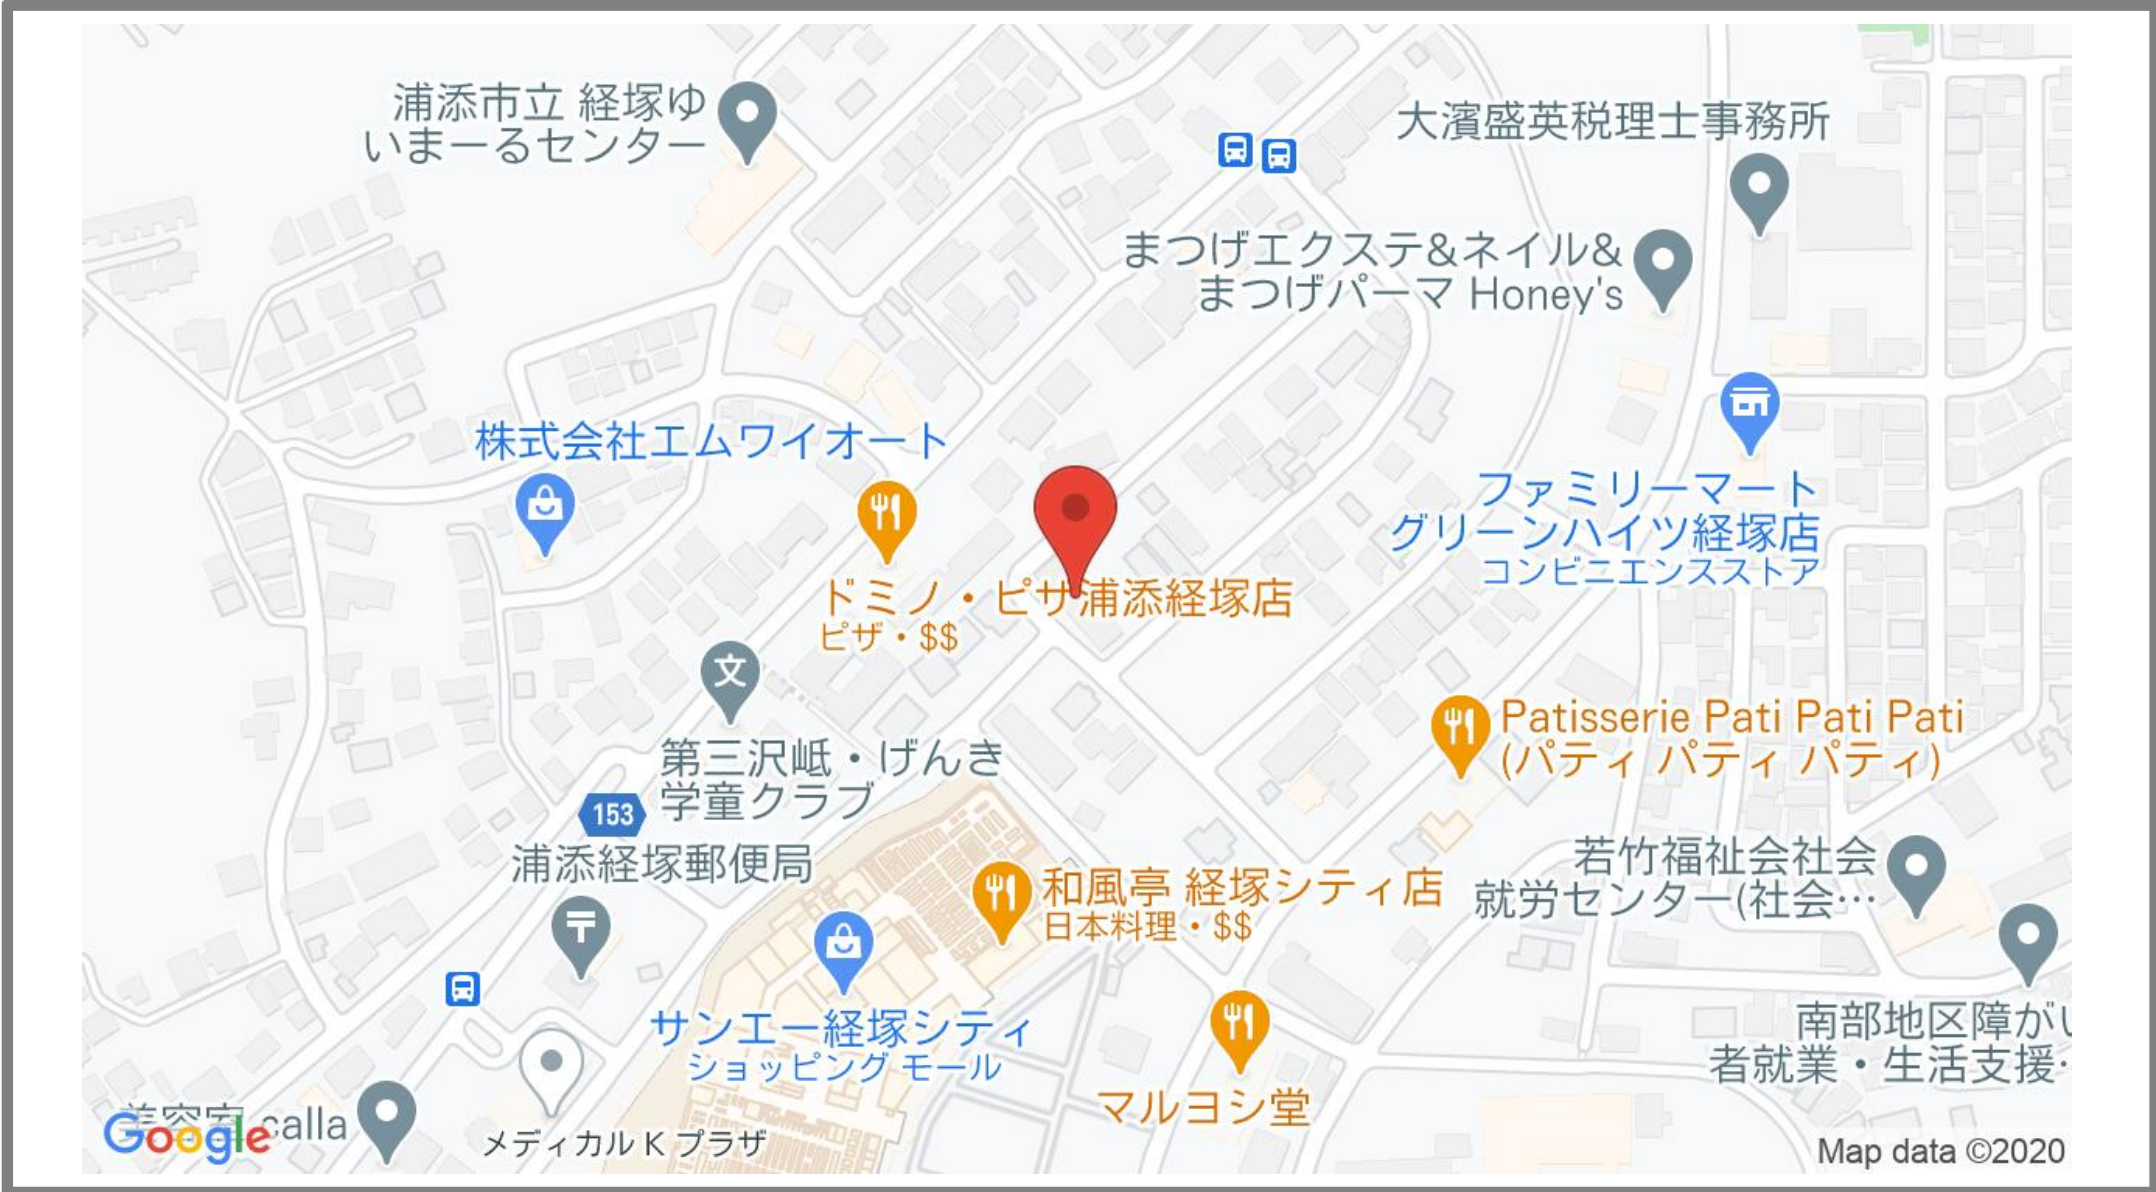 浦添市立 経塚ゆ
いまーるセンター
大濱盛英税理士事務所
まつげエクステ&ネイル&
まつげパーマ Honey's
株式会社エムワイオート
ファミリーマート
グリーンハイツ経塚店
コンビニエンスストア
ドミノ・ピザ浦添経塚店
ピザ・$$
文
第三沢岻・げんき
学童クラブ
153
Patisserie Pati Pati Pati
(パティ パティ パティ)
浦添経塚郵便局
和風亭 経塚シティ店
日本料理・$$
若竹福祉会社会
就労センター(社会…
サンエー経塚シティ
ショッピング モール
南部地区障がい
者就業・生活支援·
マルヨシ堂
美容室 calla
Google
メディカル K プラザ
Map data ©2020